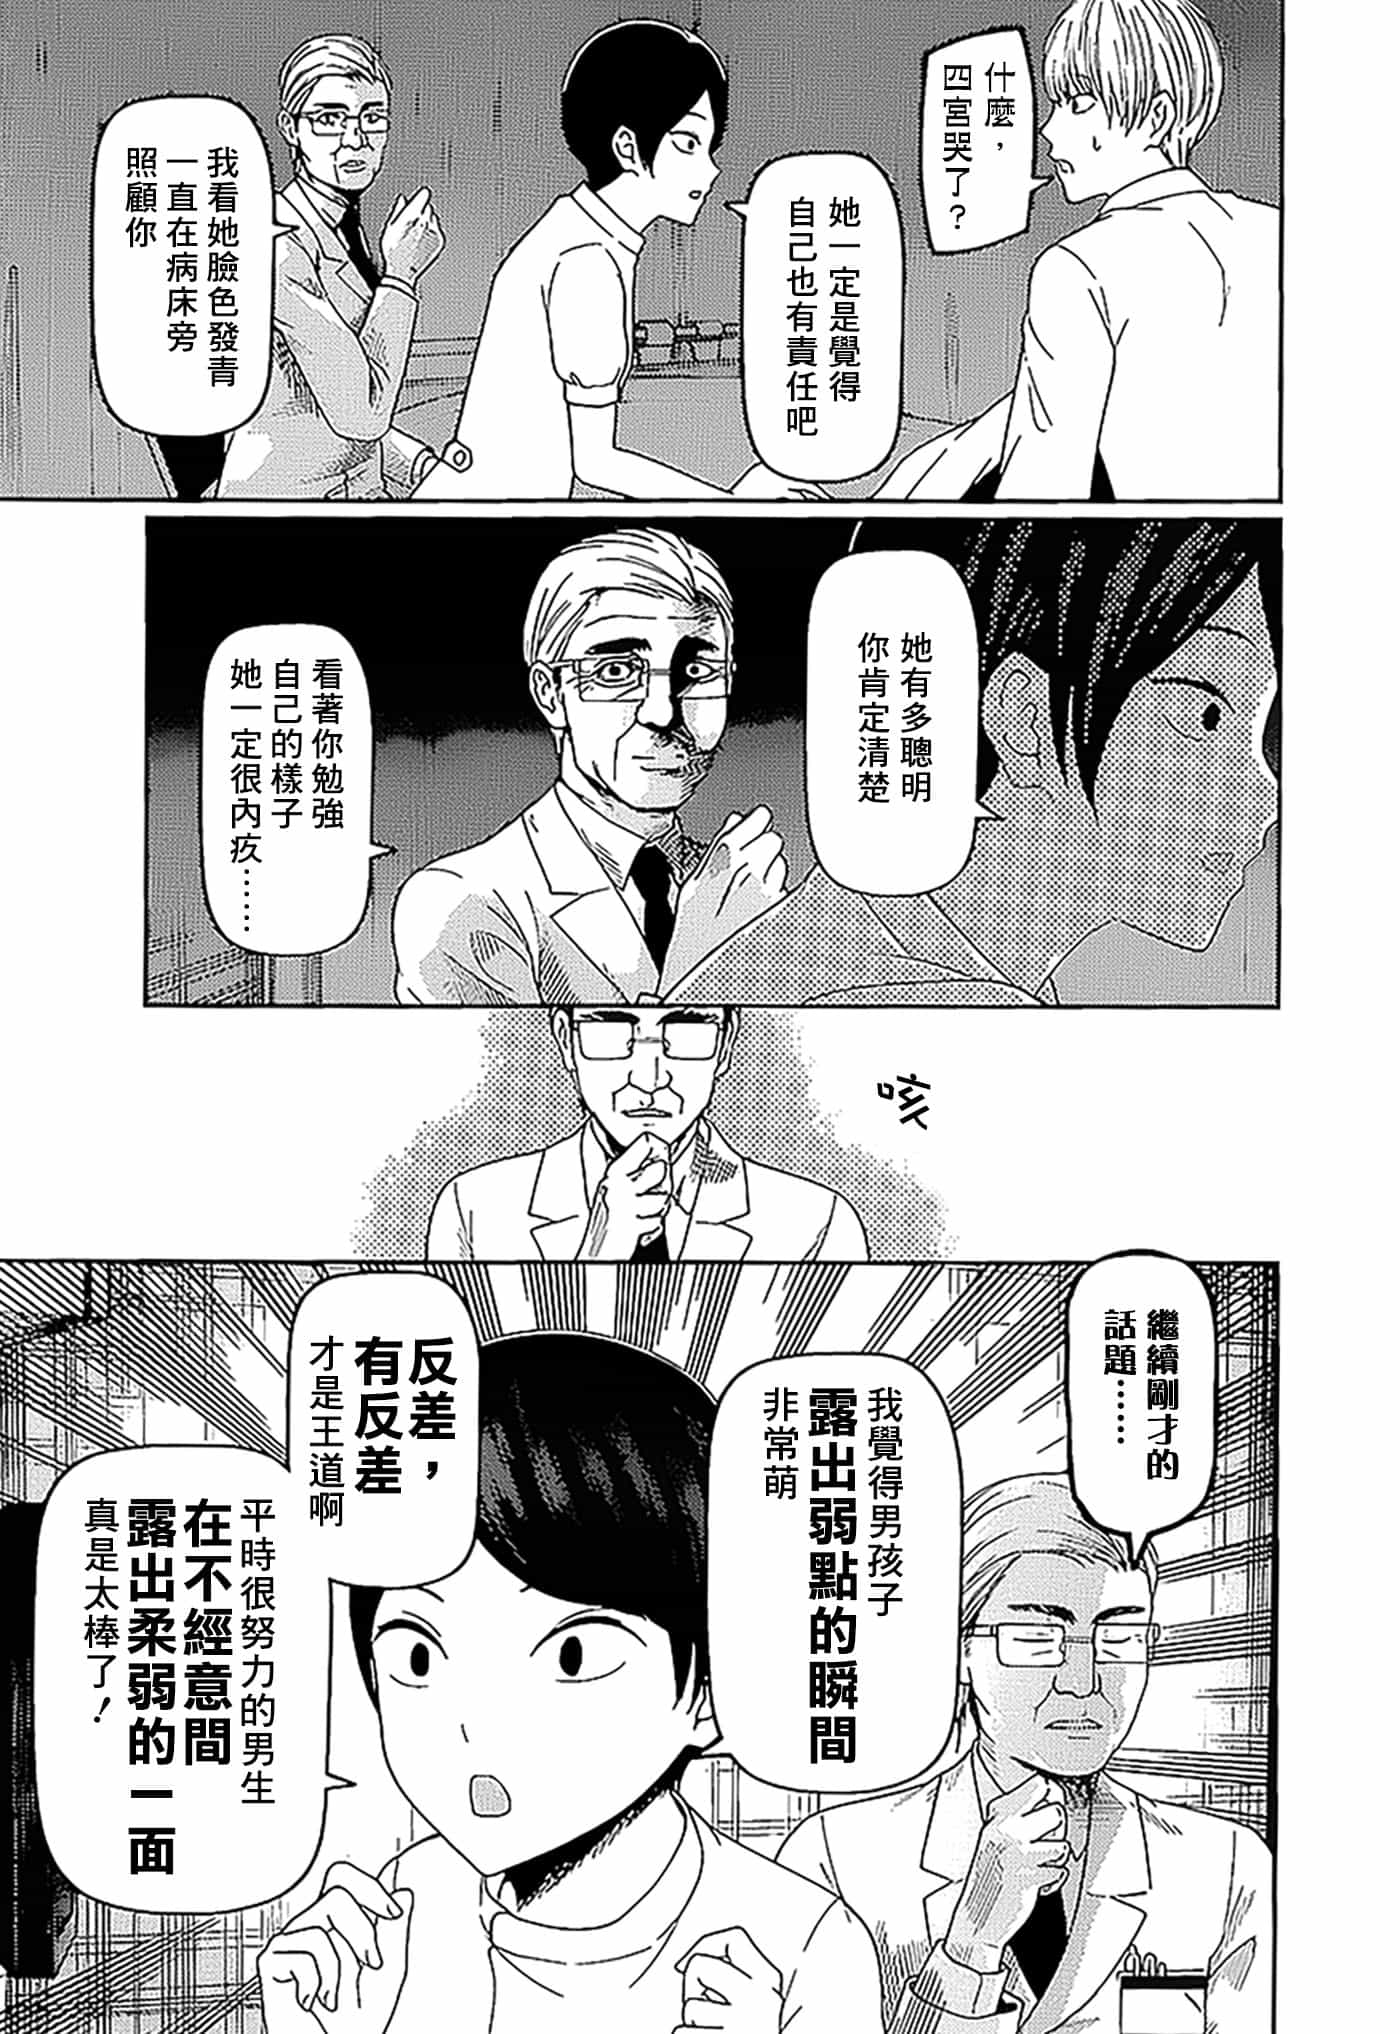 什麼，
四宮哭了？
她一定是覺得
自己也有責任吧
我看她臉色發青
一直在病床旁
照顧你
她有多聰明
你肯定清楚
看著你勉強
自己的樣子
她一定很內疚……
咳
繼續剛才的
話題……
我覺得男孩子
露出弱點的瞬間
非常萌
反差，
有反差
才是王道啊
平時很努力的男生
在不經意間
露出柔弱的一面
真是太棒了！